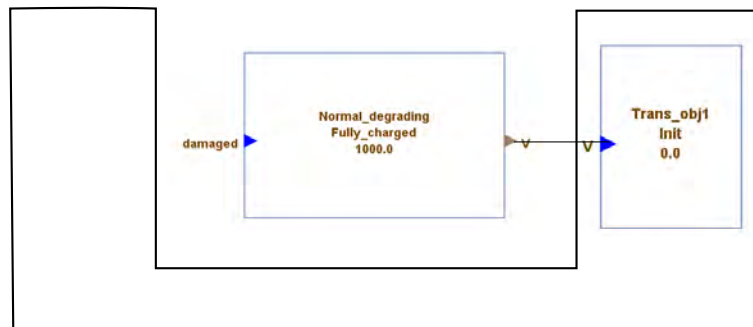 Normal_degrading
Fully_charged
1000.0
damaged
V
V
Trans_obj1
Init
0.0